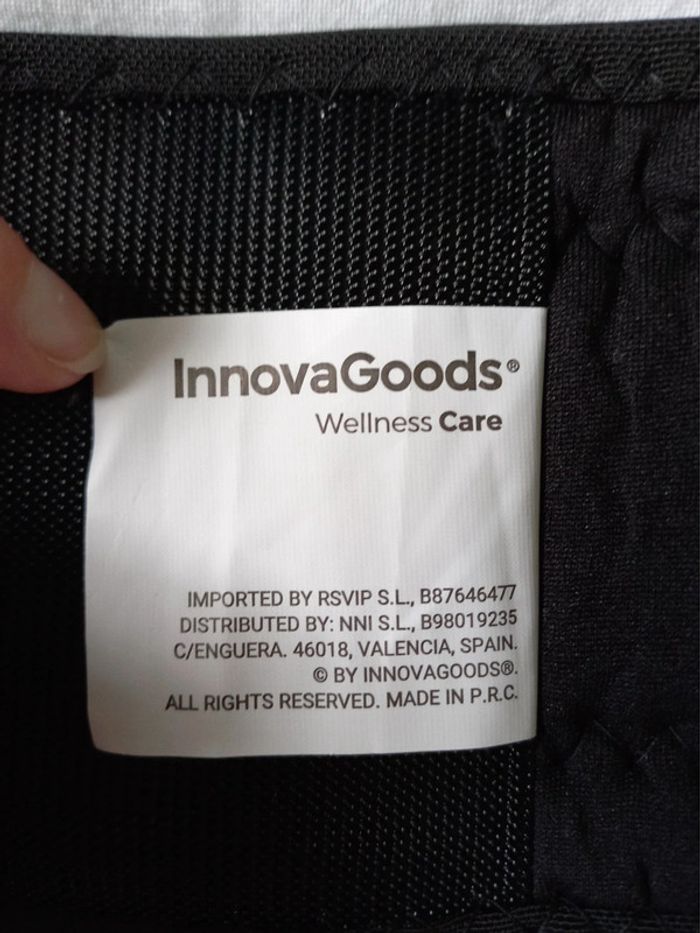 InnovaGoods®
Wellness Care
IMPORTED BY RSVIP S.L., B87646477
DISTRIBUTED BY: NNI S.L., B98019235
C/ENGUERA. 46018, VALENCIA, SPAIN.
© BY INNOVAGOODS®.
ALL RIGHTS RESERVED. MADE IN P.R.C.